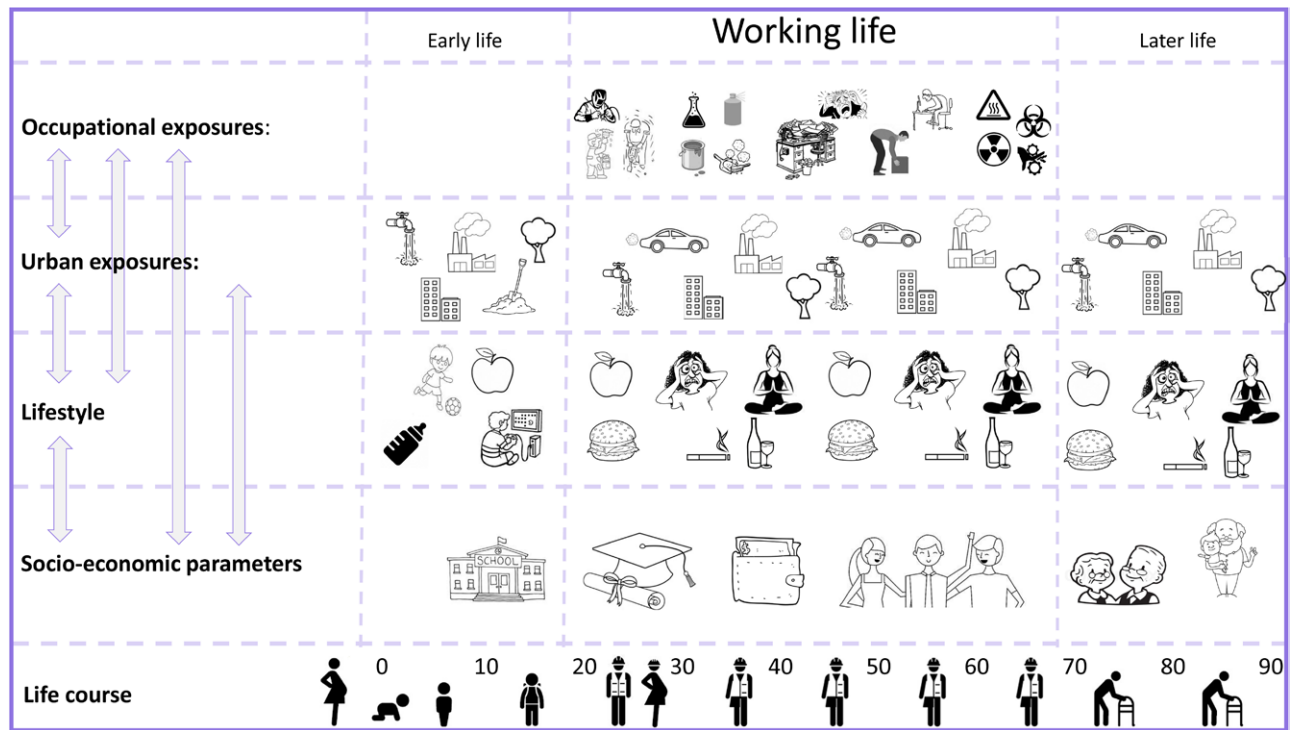 Early life
Working life
Later life
Occupational exposures:
Urban exposures:
Lifestyle
SCHOOL
Socio-economic parameters
0 10 20 30 40 50 60 70 80 90
Life course